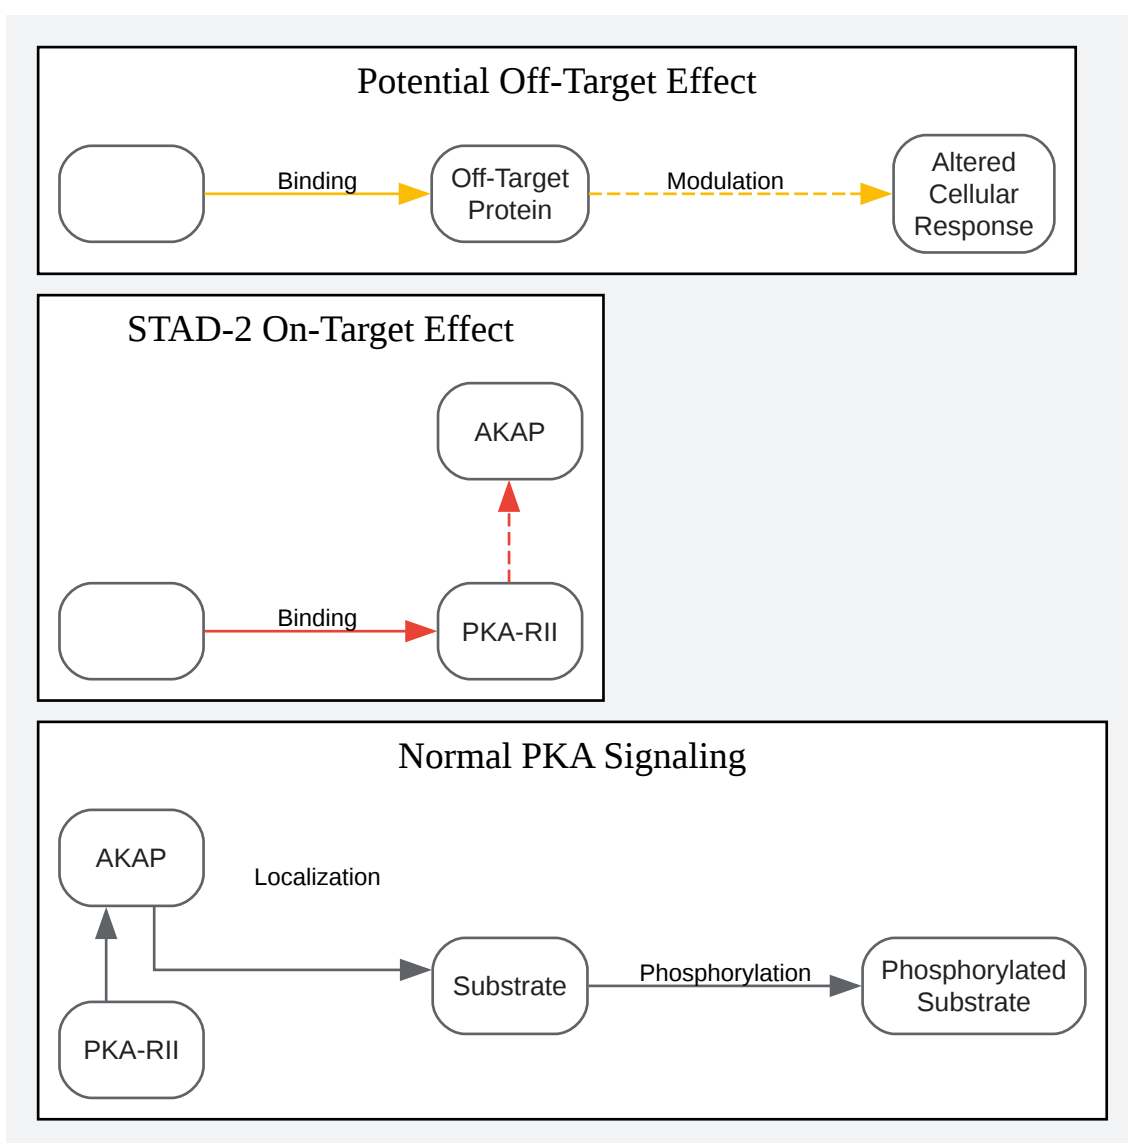 Potential Off-Target Effect
Binding
Off-Target
Protein
Modulation
Altered
Cellular
Response
STAD-2 On-Target Effect
AKAP
Binding
PKA-RII
Normal PKA Signaling
AKAP
Localization
Substrate
Phosphorylation
Phosphorylated
Substrate
PKA-RII